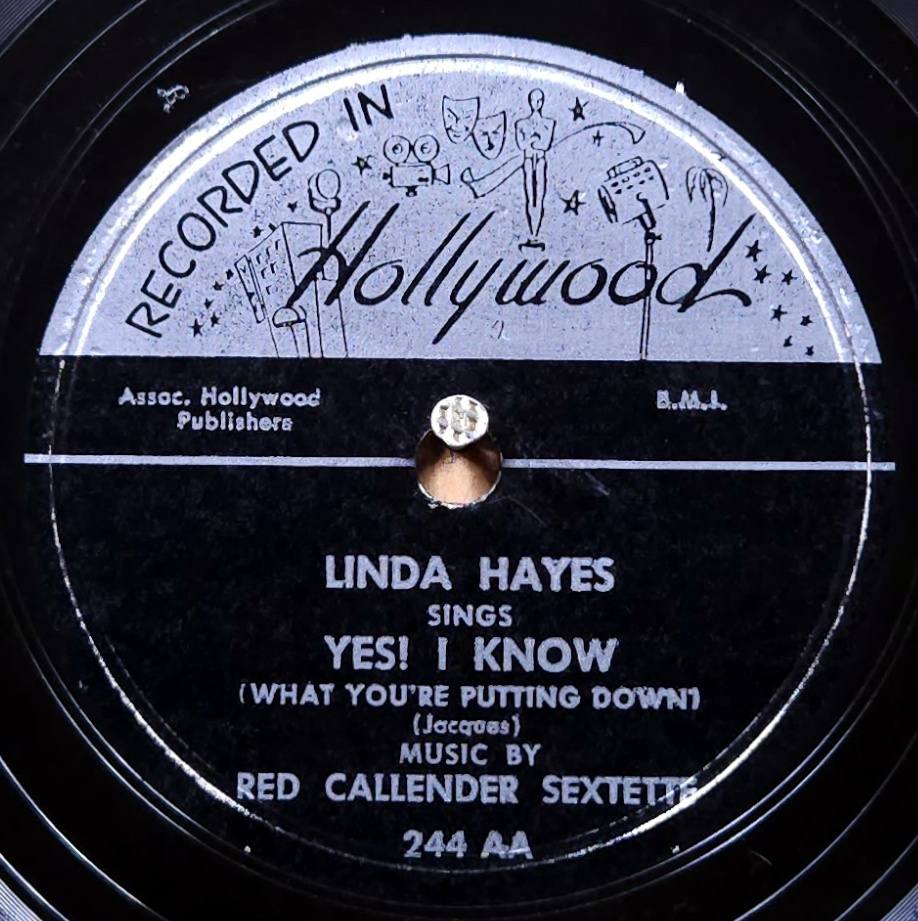 RECORDED IN
Hollywood
Assoc. Hollywood
Publishers
B.M.I.
LINDA HAYES
SINGS
YES! I KNOW
(WHAT YOU'RE PUTTING DOWN)
(Jacques)
MUSIC BY
RED CALLENDER SEXTETTE
244 AA